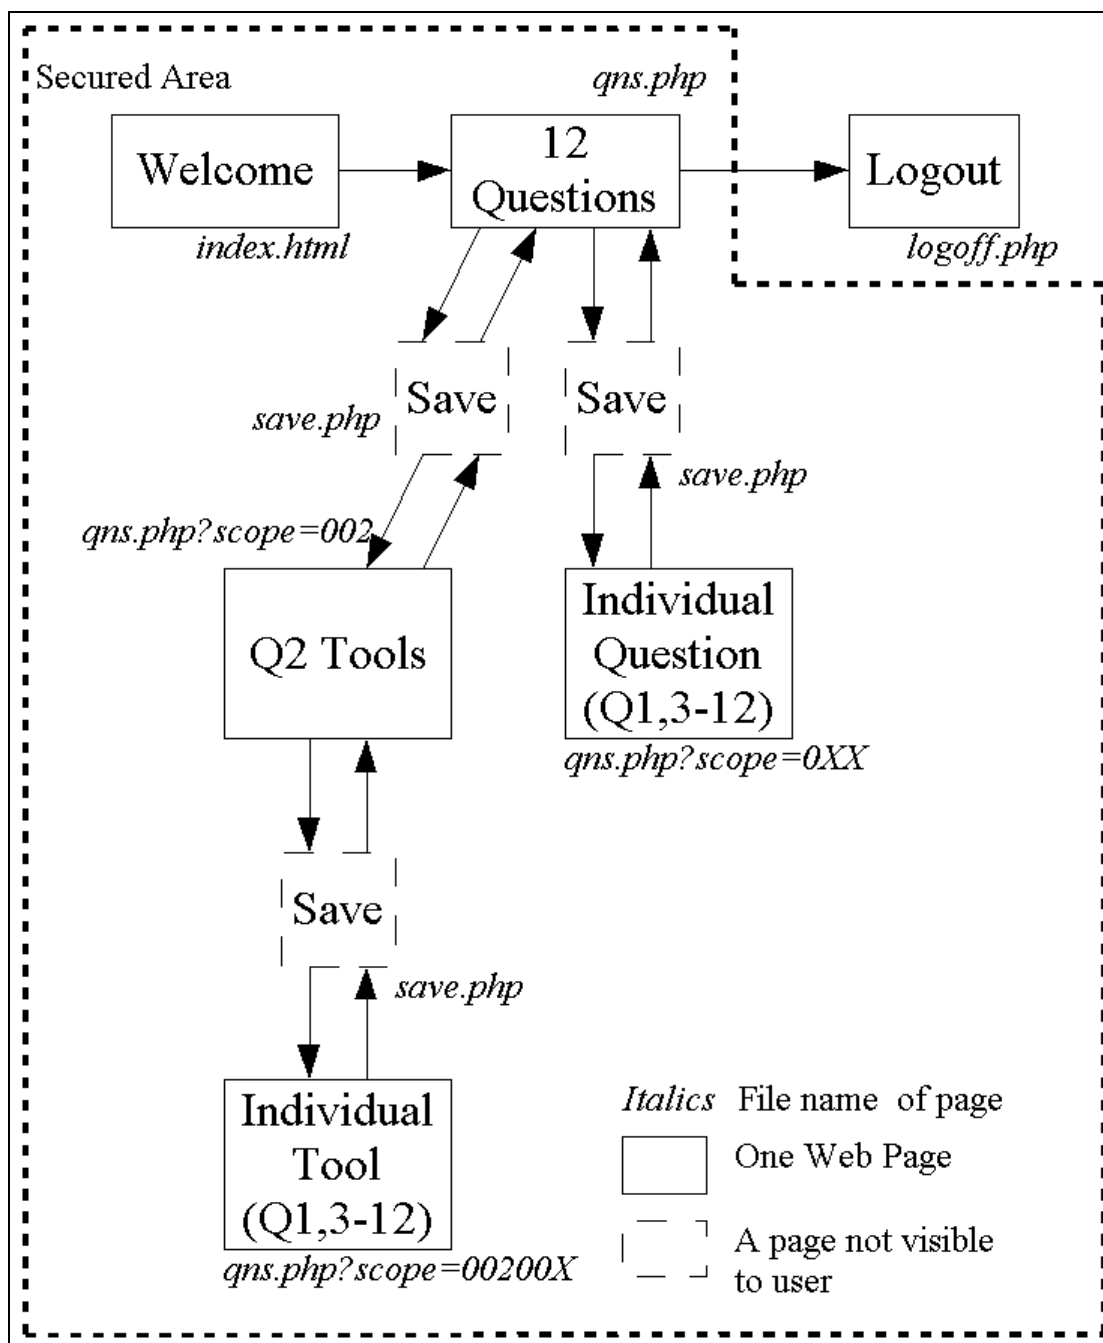 Secured Area
qns.php
Welcome
12
Questions
Logout
index.html
logoff.php
Save
Save
save.php
save.php
qns.php?scope=002
Q2 Tools
Individual
Question
(Q1,3-12)
qns.php?scope=0XX
Save
save.php
Individual
Tool
(Q1,3-12)
qns.php?scope=00200X
Italics File name of page
One Web Page
A page not visible
to user